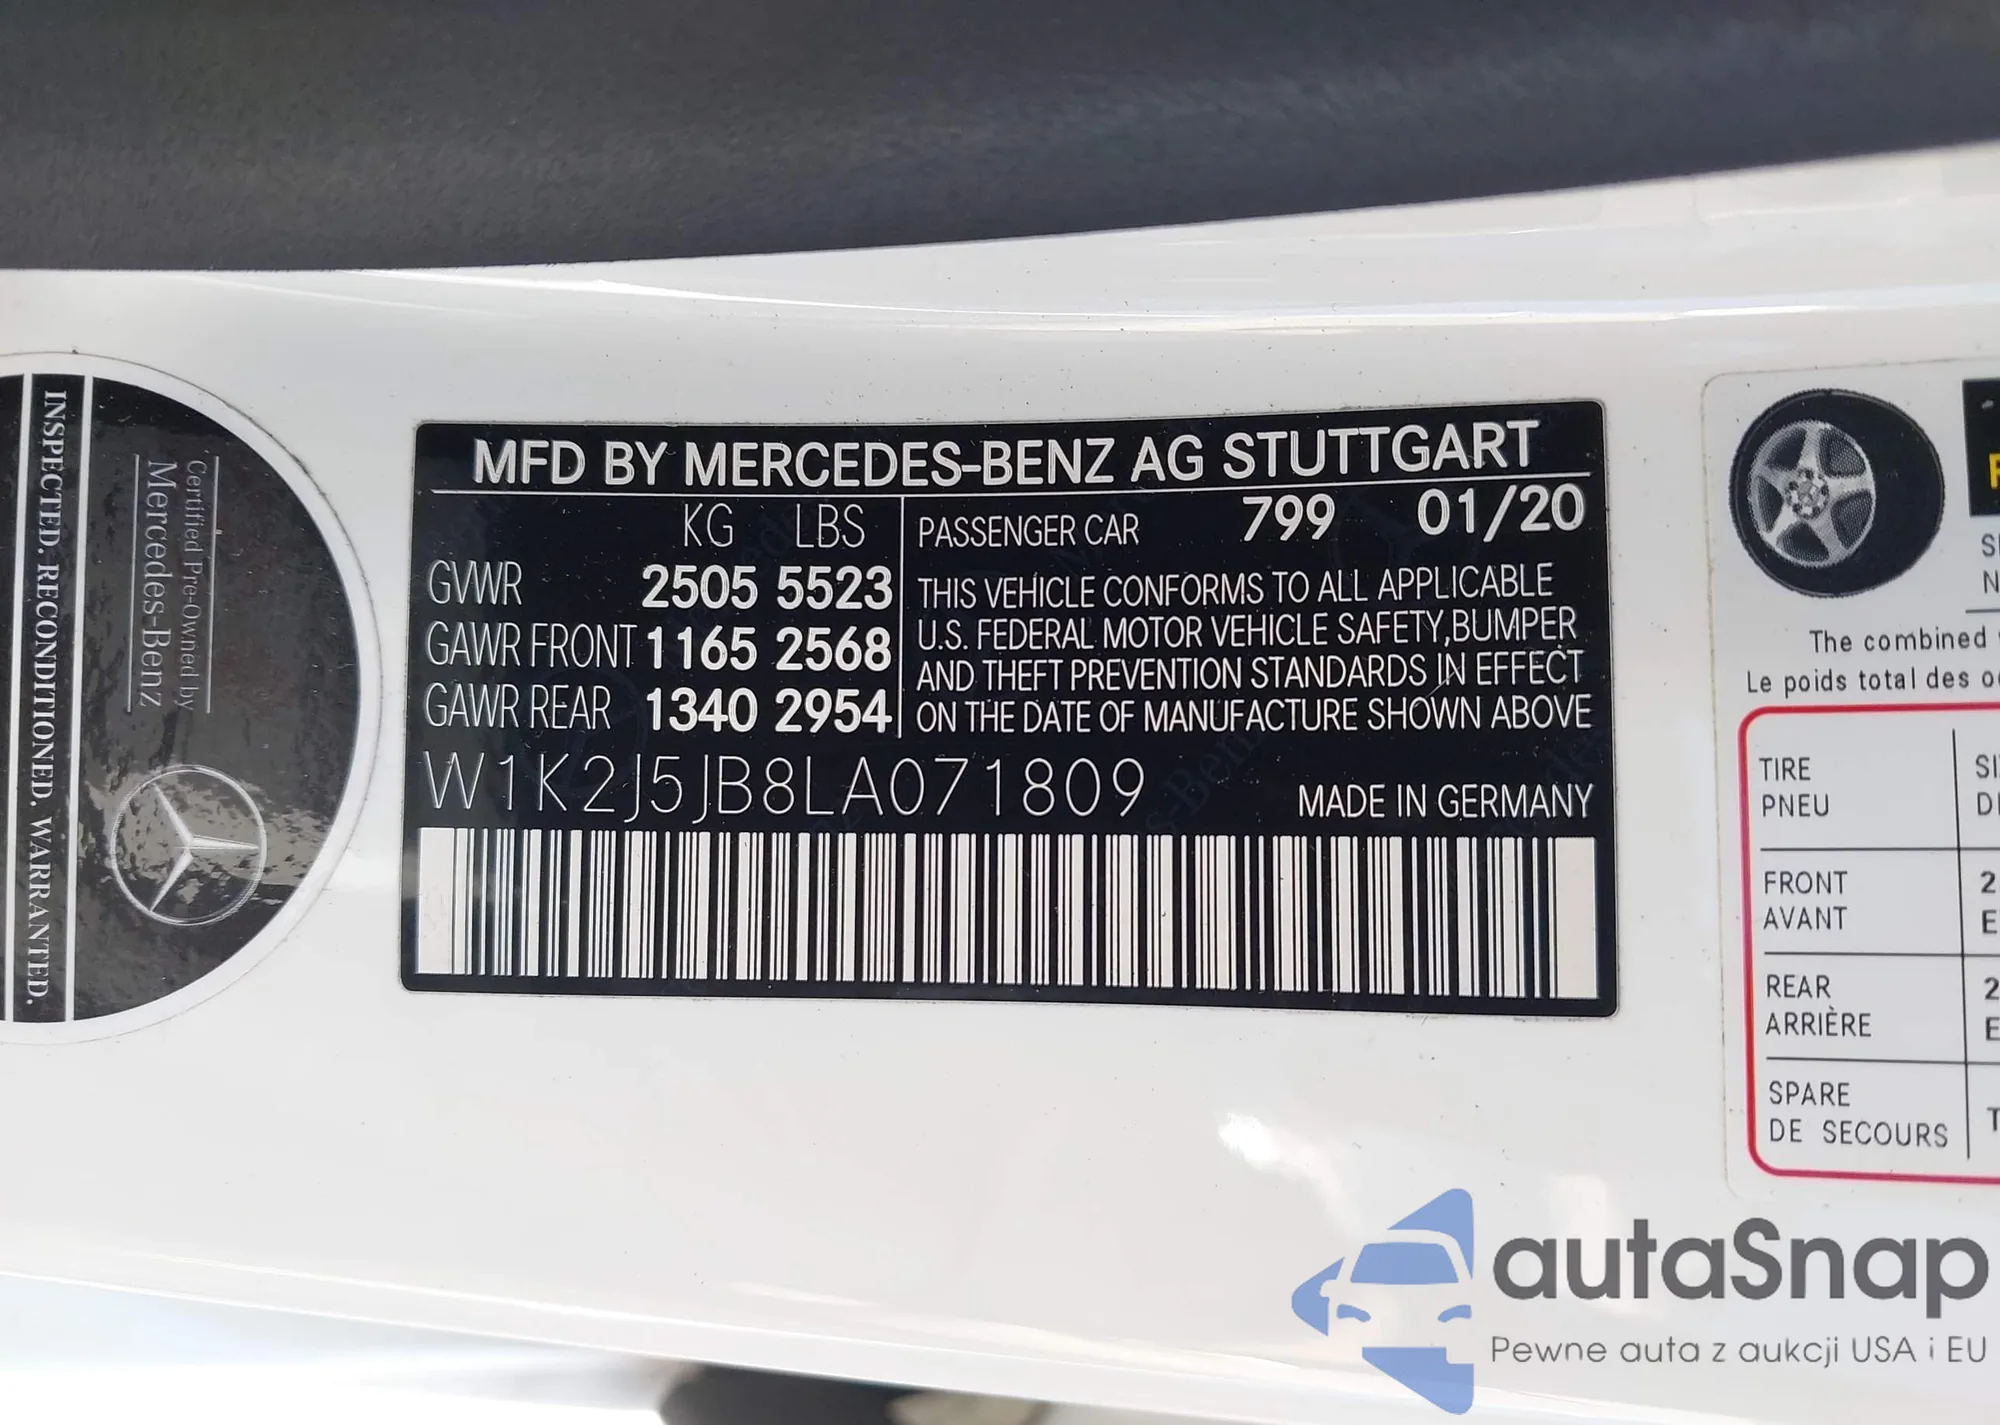 INSPECTED. RECONDITIONED. WARRANTED.
Certified Pre-Owned by
Mercedes-Benz
MFD BY MERCEDES-BENZ AG STUTTGART
KG LBS
GVWR 2505 5523
GAWR FRONT 1165 2568
GAWR REAR 1340 2954
PASSENGER CAR 799 01/20
THIS VEHICLE CONFORMS TO ALL APPLICABLE
U.S. FEDERAL MOTOR VEHICLE SAFETY, BUMPER
AND THEFT PREVENTION STANDARDS IN EFFECT
ON THE DATE OF MANUFACTURE SHOWN ABOVE
W1K2J5JB8LA071809
MADE IN GERMANY
The combined
Le poids total des
TIRE
PNEU
FRONT
AVANT
REAR
ARRIÈRE
SPARE
DE SECOURS
autaSnap
Pewne auta z aukcji USA i EU